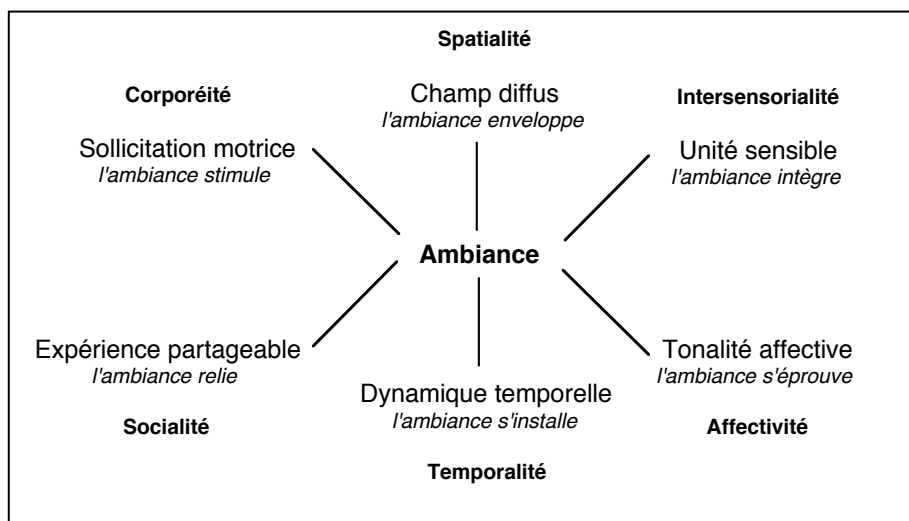 Spatialité
Champ diffus
l'ambiance enveloppe
Corporéité
Sollicitation motrice
l'ambiance stimule
Intersensorialité
Unité sensible
l'ambiance intègre
Ambiance
Expérience partageable
l'ambiance relie
Socialité
Dynamique temporelle
l'ambiance s'installe
Temporalité
Tonalité affective
l'ambiance s'éprouve
Affectivité